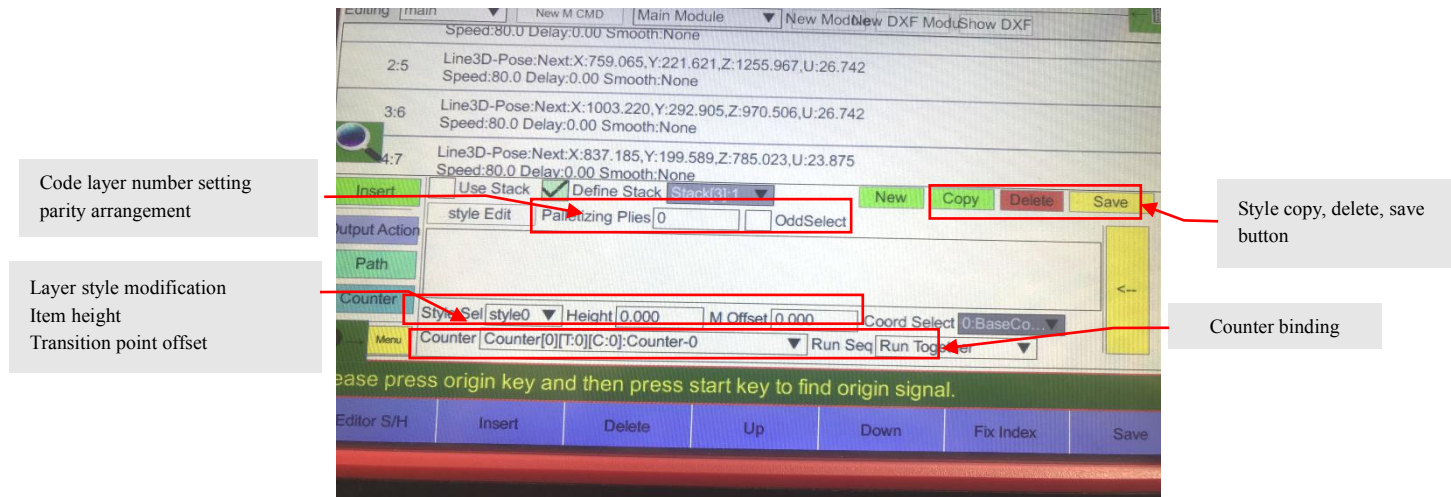 Editing main New M CMD Main Module New Module New DXF Modu Show DXF
Speed:80.0 Delay:0.00 Smooth:None
2:5 Line3D-Pose:Next:X:759.065,Y:221.621,Z:1255.967,U:26.742
Speed:80.0 Delay:0.00 Smooth:None
3:6 Line3D-Pose:Next:X:1003.220,Y:292.905,Z:970.506,U:26.742
Speed:80.0 Delay:0.00 Smooth:None
4:7 Line3D-Pose:Next:X:837.185,Y:199.589,Z:785.023,U:23.875
Speed:80.0 Delay:0.00 Smooth:None
Code layer number setting
parity arrangement
Insert Use Stack Define Stack Stack[3]:1 New Copy Delete Save
style Edit Palletizing Plies 0 OddSelect
Style copy, delete, save
button
Output Action
Path
Counter
<--
Layer style modification
Item height
Transition point offset
Style Sel style0 Height 0.000 M Offset 0.000 Coord Select 0:BaseCo...
Menu Counter Counter[0][T:0][C:0]:Counter-0 Run Seq Run Together
Counter binding
ease press origin key and then press start key to find origin signal.
Editor S/H Insert Delete Up Down Fix Index Save